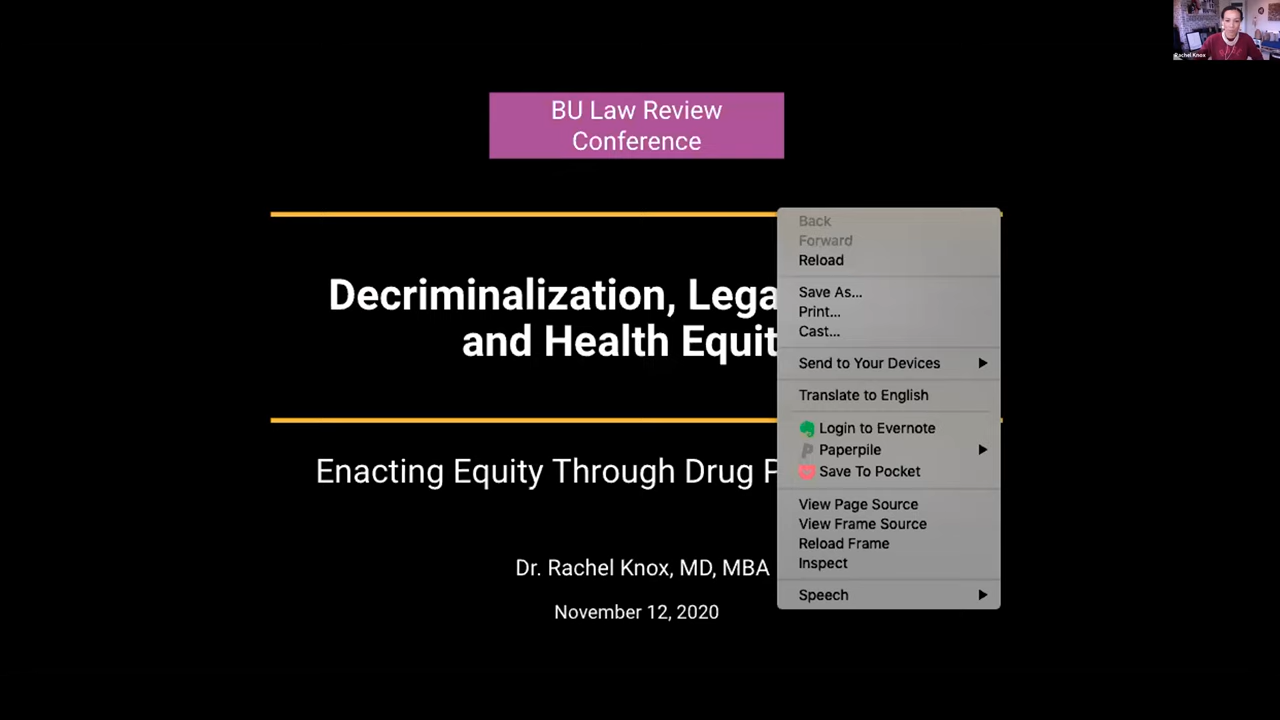 Rachel Knox
BU Law Review
Conference
Decriminalization, Lega
and Health Equit
Enacting Equity Through Drug P
Dr. Rachel Knox, MD, MBA
November 12, 2020
Back
Forward
Reload
Save As...
Print...
Cast...
Send to Your Devices
Translate to English
Login to Evernote
Paperpile
Save To Pocket
View Page Source
View Frame Source
Reload Frame
Inspect
Speech